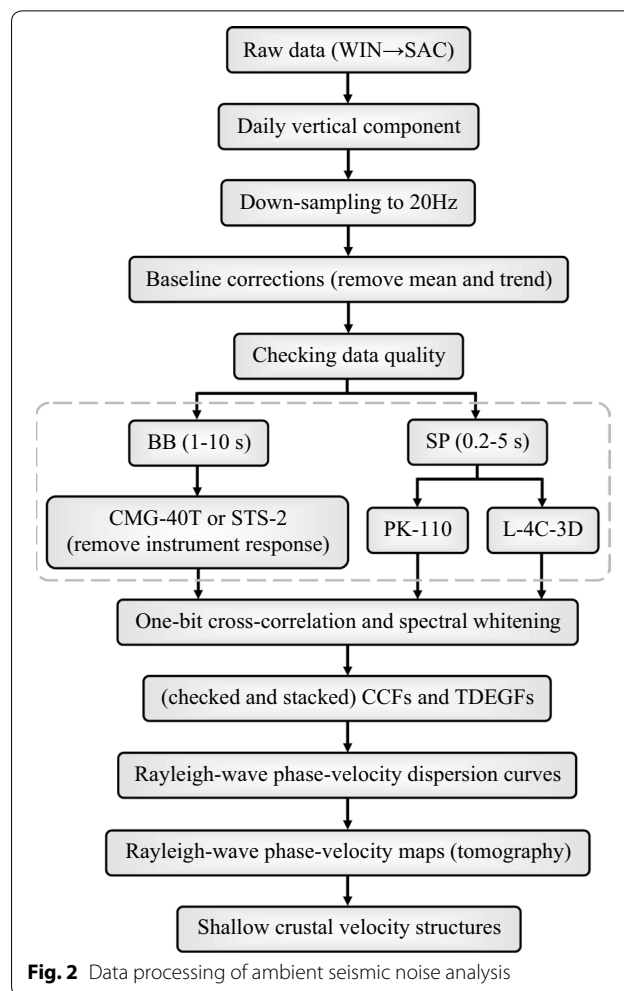 Raw data (WIN→SAC)
Daily vertical component
Down-sampling to 20Hz
Baseline corrections (remove mean and trend)
Checking data quality
BB (1-10 s)
SP (0.2-5 s)
CMG-40T or STS-2
(remove instrument response)
PK-110
L-4C-3D
One-bit cross-correlation and spectral whitening
(checked and stacked) CCFs and TDEGFs
Rayleigh-wave phase-velocity dispersion curves
Rayleigh-wave phase-velocity maps (tomography)
Shallow crustal velocity structures
Fig. 2 Data processing of ambient seismic noise analysis